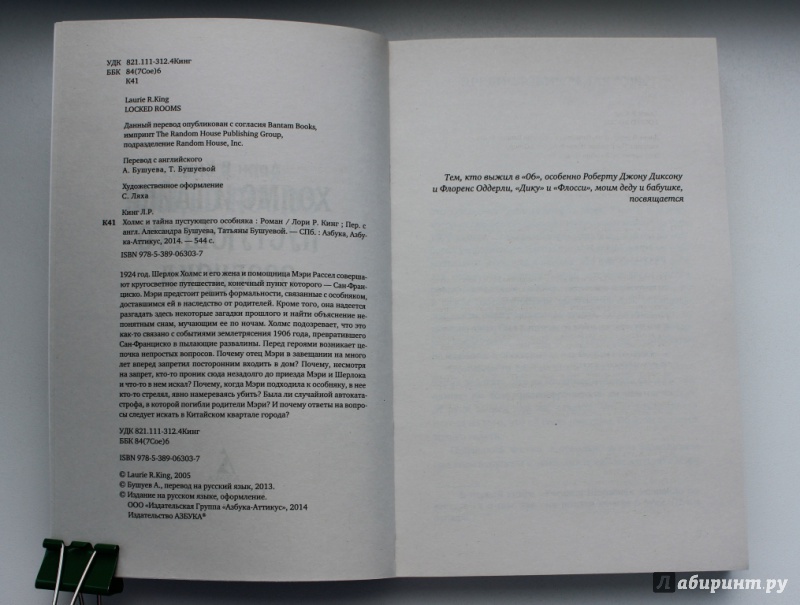 УДК 821.111-312.4Кинг
ББК 84(7Сое)6
К41
Laurie R.King
LOCKED ROOMS
Данный перевод опубликован с согласия Bantam Books,
импринт The Random House Publishing Group,
подразделение Random House, Inc.
Перевод с английского
А. Бушуева, Т. Бушуевой
Художественное оформление
С. Ляха
Кинг Л.Р.
К41 Холмс и тайна пустующего особняка : Роман / Лори Р. Кинг ; Пер. с
англ. Александра Бушуева, Татьяны Бушуевой. — СПб. : Азбука, Азбу-
ка-Аттикус, 2014. — 544 с.
ISBN 978-5-389-06303-7
1924 год. Шерлок Холмс и его жена и помощница Мэри Рассел соверша-
ют кругосветное путешествие, конечный пункт которого — Сан-Фран-
циско. Мэри предстоит решить формальности, связанные с особняком,
доставшимся ей в наследство от родителей. Кроме того, она надеется
разгадать здесь некоторые загадки прошлого и найти объяснение не-
понятным снам, мучающим ее по ночам. Холмс подозревает, что это
как-то связано с событиями землетрясения 1906 года, превратившего
Сан-Франциско в пылающие развалины. Перед героями возникает це-
почка непростых вопросов. Почему отец Мэри в завещании на много
лет вперед запретил посторонним входить в дом? Почему, несмотря
на запрет, кто-то проник сюда незадолго до приезда Мэри и Шерлока
и что-то в нем искал? Почему, когда Мэри подходила к особняку, в нее
кто-то стрелял, явно намереваясь убить? Была ли случайной автоката-
строфа, в которой погибли родители Мэри? И почему ответы на вопро-
сы следует искать в Китайском квартале города?
УДК 821.111-312.4Кинг
ББК 84(7Сое)6
ISBN 978-5-389-06303-7
© Laurie R.King, 2005
© Бушуев А., перевод на русский язык, 2013.
© Издание на русском языке, оформление.
ООО «Издательская Группа «Азбука-Аттикус», 2014
Издательство АЗБУКА®
Тем, кто выжил в «06», особенно Роберту Джону Диксону
и Флоренс Оддерли, «Дику» и «Флосси», моим деду и бабушке,
посвящается
Лабиринт.ру